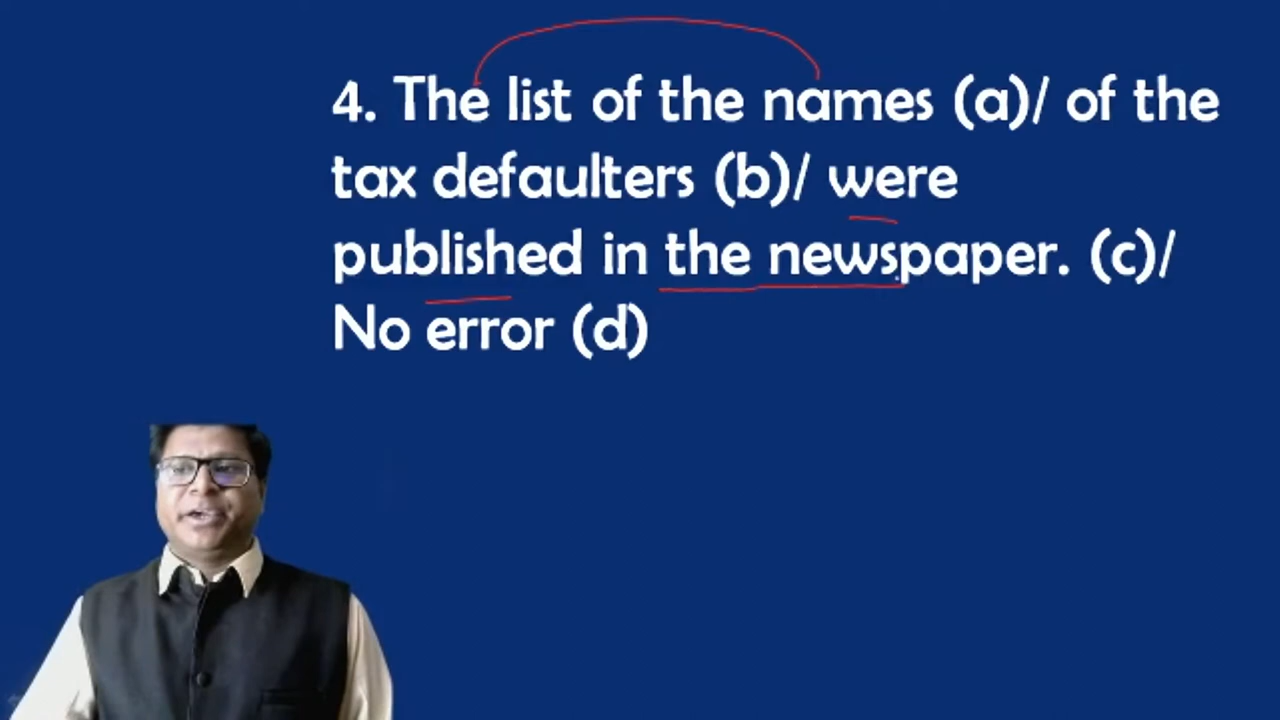 4. The list of the names (a)/ of the
tax defaulters (b)/ were
published in the newspaper. (c)/
No error (d)